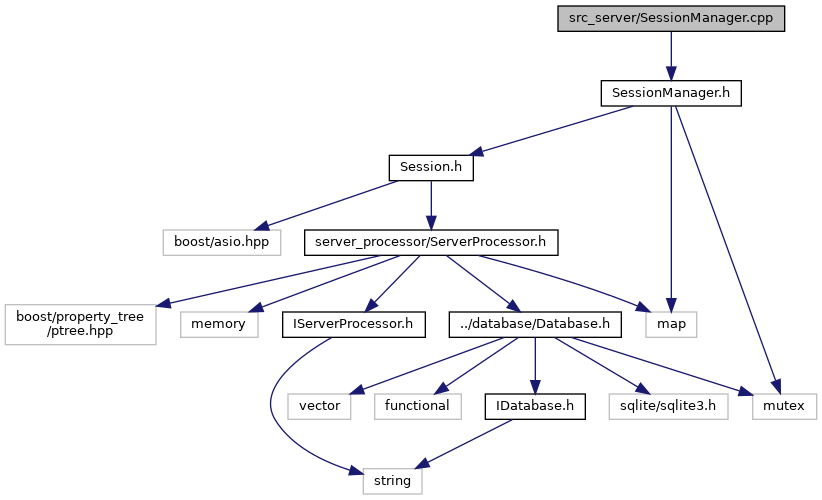 src_server/SessionManager.cpp
SessionManager.h
Session.h
boost/asio.hpp
server_processor/ServerProcessor.h
boost/property_tree
/ptree.hpp
memory
IServerProcessor.h
../database/Database.h
map
vector
functional
IDatabase.h
sqlite/sqlite3.h
mutex
string